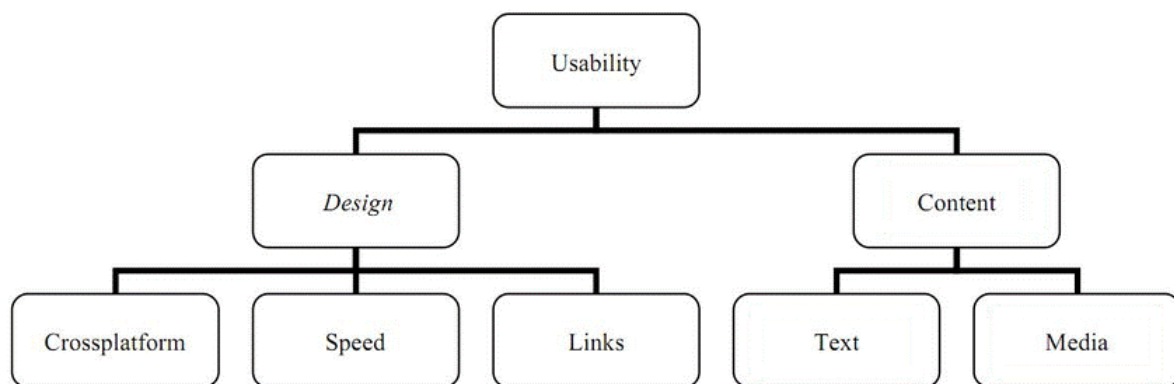 Usability
Design
Content
Crossplatform
Speed
Links
Text
Media